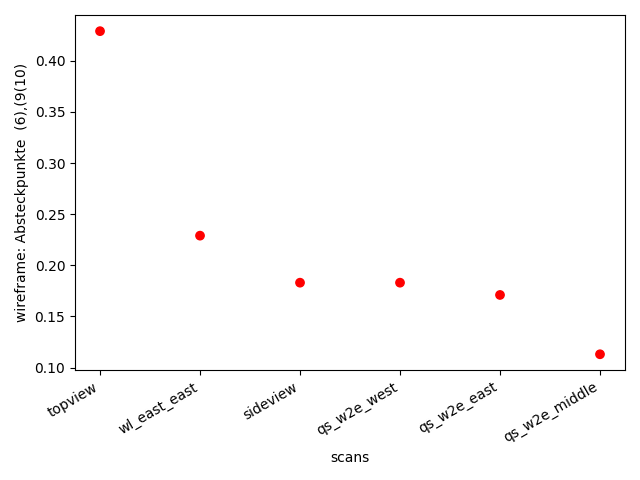 wireframe: Absteckpunkte  (6),(9(10)
0.40
0.35
0.30
0.25
0.20
0.15
0.10
topview
wl_east_east
sideview
qs_w2e_west
qs_w2e_east
qs_w2e_middle
scans